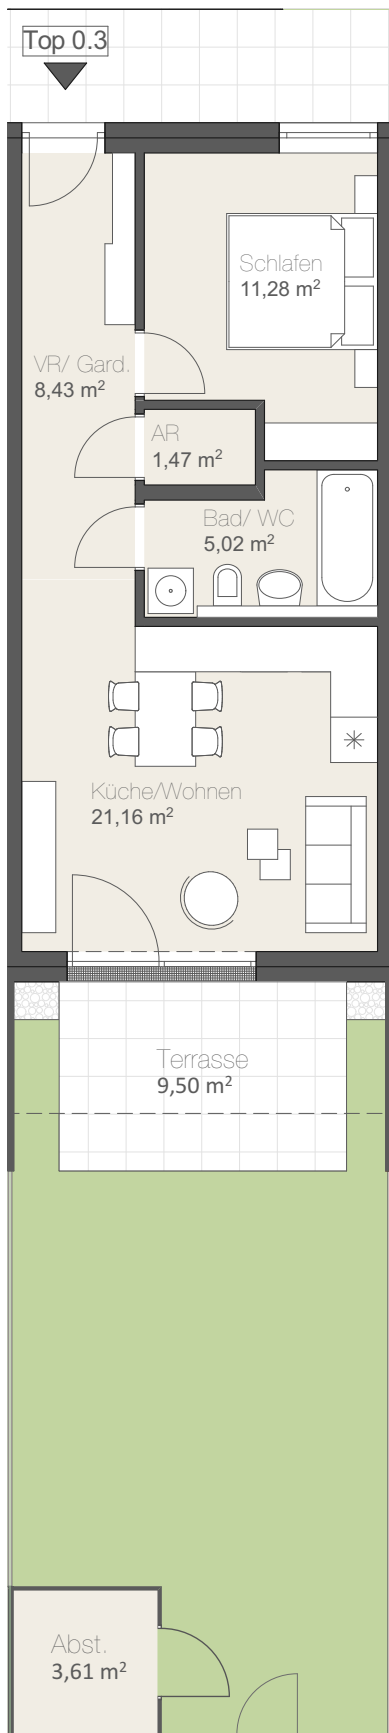 Top 0.3
Schlafen
11,28 m²
VR/ Gard.
8,43 m²
AR
1,47 m²
Bad/ WC
5,02 m²
Küche/Wohnen
21,16 m²
Terrasse
9,50 m²
Abst.
3,61 m²